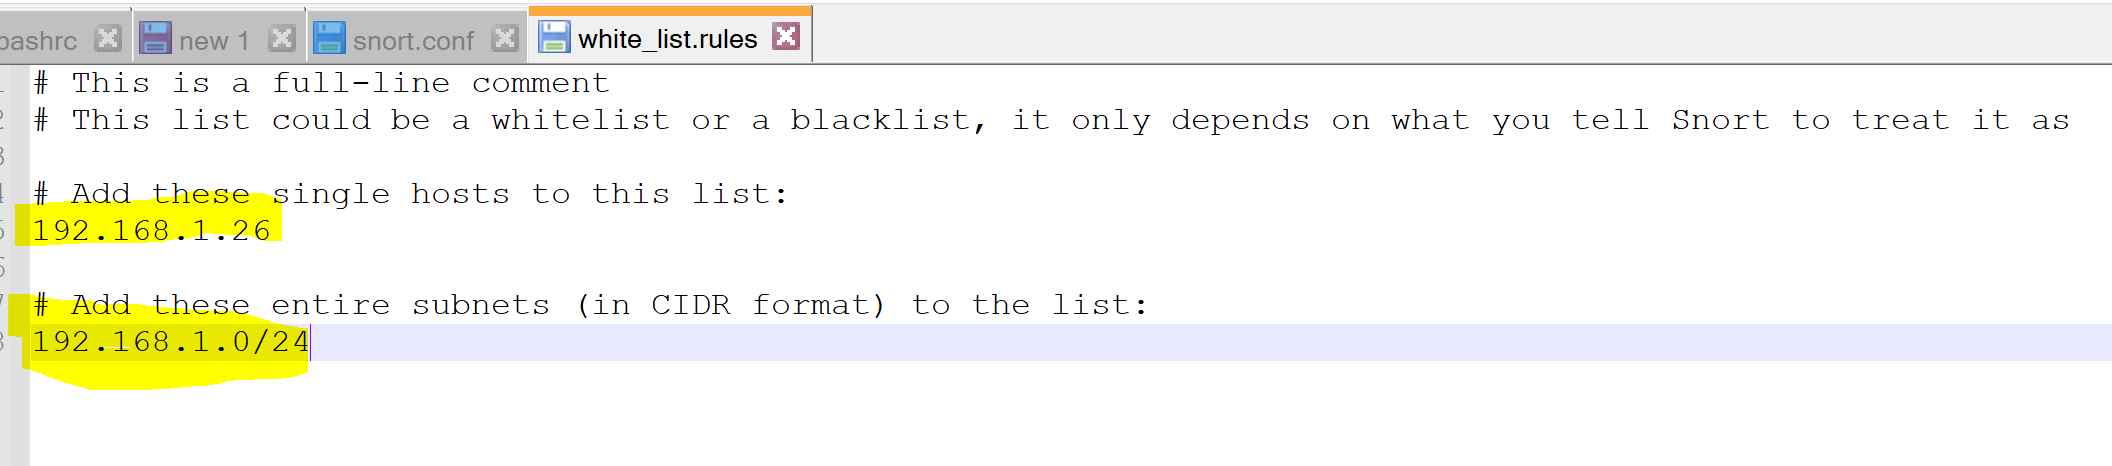 bashrc new 1 snort.conf white_list.rules
# This is a full-line comment
# This list could be a whitelist or a blacklist, it only depends on what you tell Snort to treat it as
# Add these single hosts to this list:
192.168.1.26
# Add these entire subnets (in CIDR format) to the list:
192.168.1.0/24